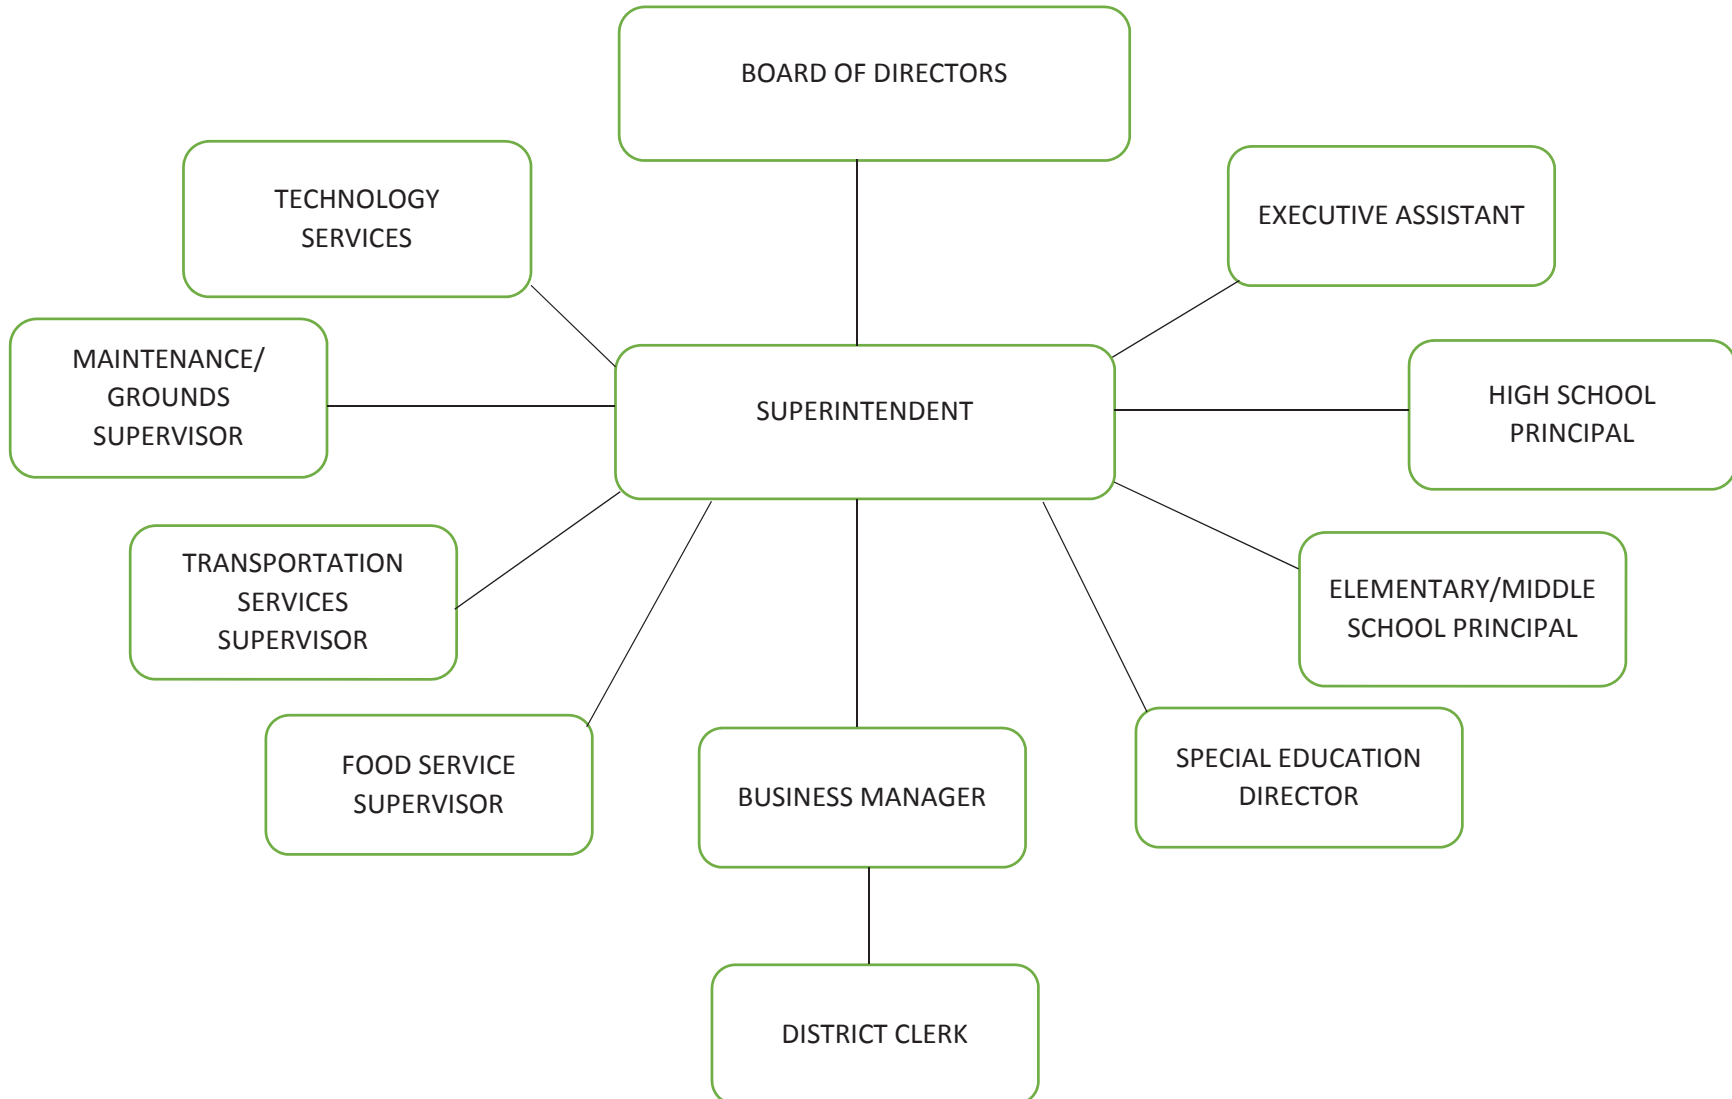 BOARD OF DIRECTORS
TECHNOLOGY
SERVICES
EXECUTIVE ASSISTANT
MAINTENANCE/
GROUNDS
SUPERVISOR
SUPERINTENDENT
HIGH SCHOOL
PRINCIPAL
TRANSPORTATION
SERVICES
SUPERVISOR
ELEMENTARY/MIDDLE
SCHOOL PRINCIPAL
FOOD SERVICE
SUPERVISOR
BUSINESS MANAGER
SPECIAL EDUCATION
DIRECTOR
DISTRICT CLERK